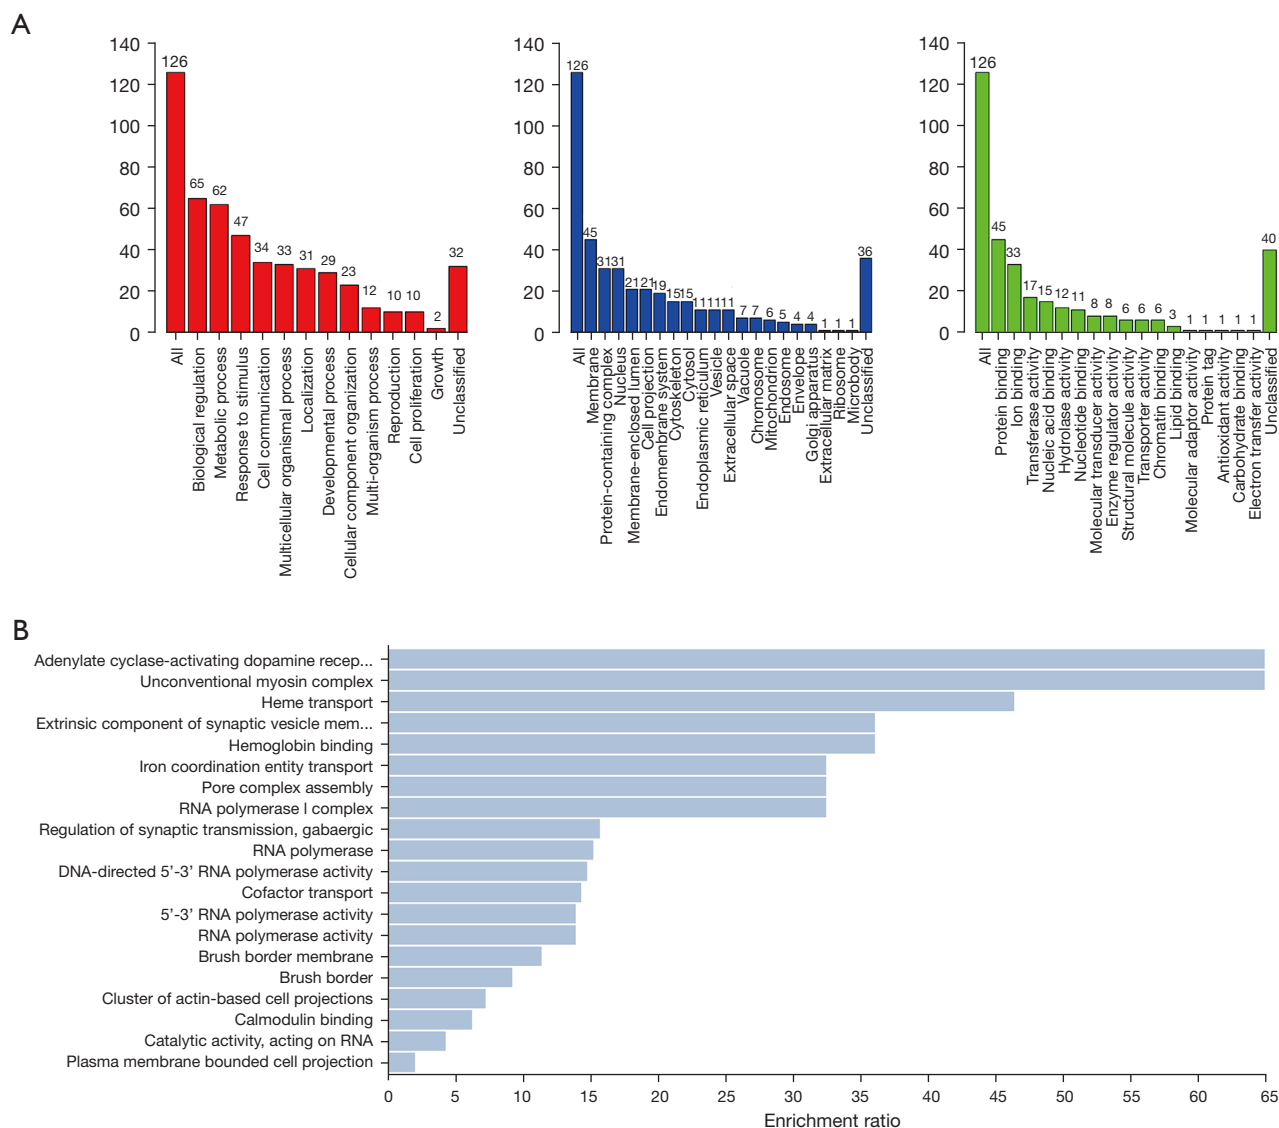 A
140
120
100
80
60
40
20
0
126
65
62
47
34
33
31
29
23
12
10
10
2
32
All
Biological regulation
Metabolic process
Response to stimulus
Cell communication
Multicellular organismal process
Localization
Developmental process
Cellular component organization
Multi-organism process
Reproduction
Cell proliferation
Growth
Unclassified
140
120
100
80
60
40
20
0
126
45
31
31
21
21
19
15
15
11
11
11
7
7
6
5
4
4
1
1
1
36
All
Membrane
Protein-containing complex
Nucleus
Membrane-enclosed lumen
Cell projection
Endomembrane system
Cytoskeleton
Cytosol
Endoplasmic reticulum
Vesicle
Extracellular space
Vacuole
Chromosome
Mitochondrion
Endosome
Envelope
Golgi apparatus
Extracellular matrix
Ribosome
Microbody
Unclassified
140
120
100
80
60
40
20
0
126
45
33
17
15
12
11
8
8
6
6
6
3
1
1
1
1
1
40
All
Protein binding
Ion binding
Transferase activity
Nucleic acid binding
Hydrolase activity
Nucleotide binding
Molecular transducer activity
Enzyme regulator activity
Structural molecule activity
Transporter activity
Chromatin binding
Lipid binding
Molecular adaptor activity
Protein tag
Antioxidant activity
Carbohydrate binding
Electron transfer activity
Unclassified
B
Adenylate cyclase-activating dopamine recep...
Unconventional myosin complex
Heme transport
Extrinsic component of synaptic vesicle mem...
Hemoglobin binding
Iron coordination entity transport
Pore complex assembly
RNA polymerase I complex
Regulation of synaptic transmission, gabaergic
RNA polymerase
DNA-directed 5'-3' RNA polymerase activity
Cofactor transport
5'-3' RNA polymerase activity
RNA polymerase activity
Brush border membrane
Brush border
Cluster of actin-based cell projections
Calmodulin binding
Catalytic activity, acting on RNA
Plasma membrane bounded cell projection
0 5 10 15 20 25 30 35 40 45 50 55 60 65
Enrichment ratio